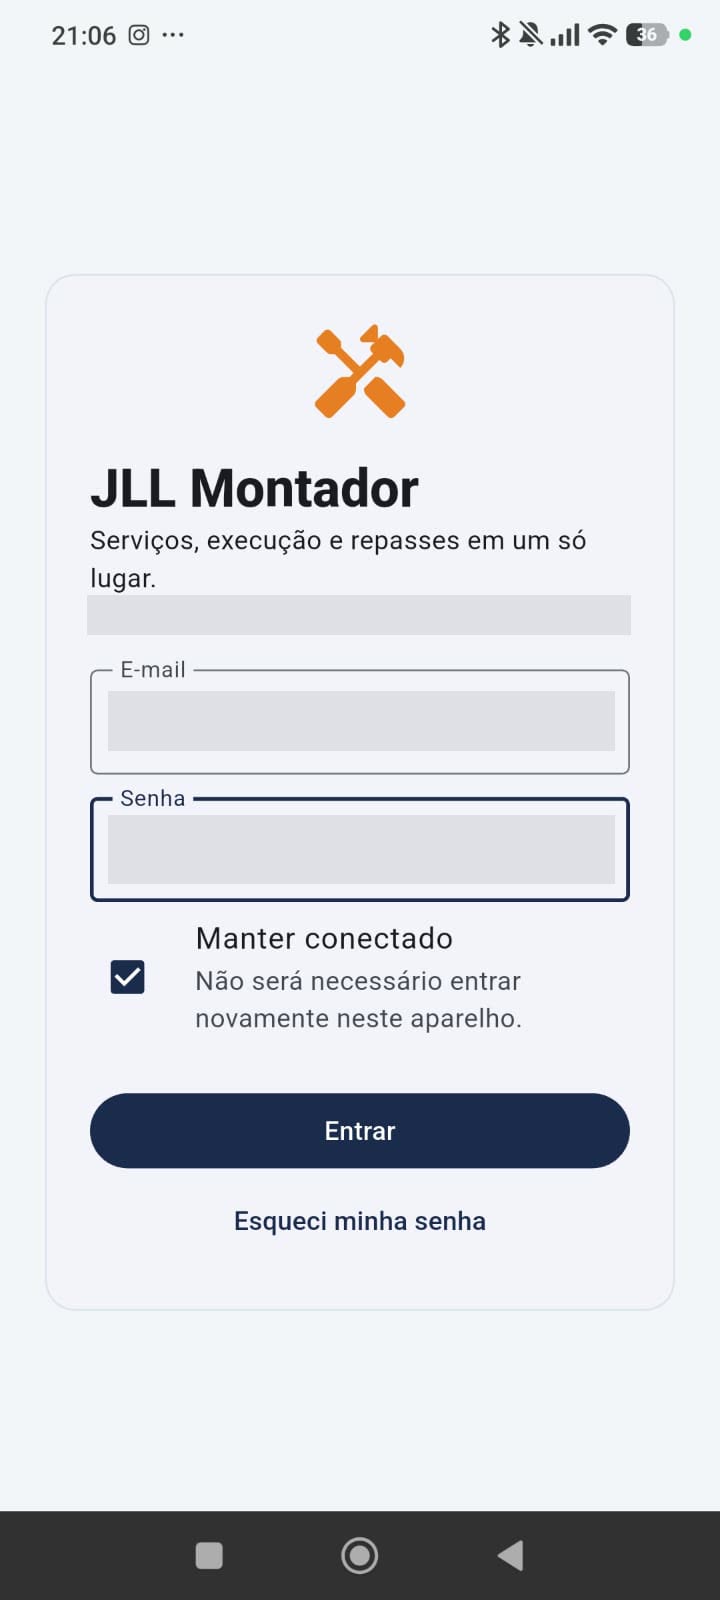 21:06
36
JLL Montador
Serviços, execução e repasses em um só
lugar.
E-mail
Senha
Manter conectado
Não será necessário entrar
novamente neste aparelho.
Entrar
Esqueci minha senha